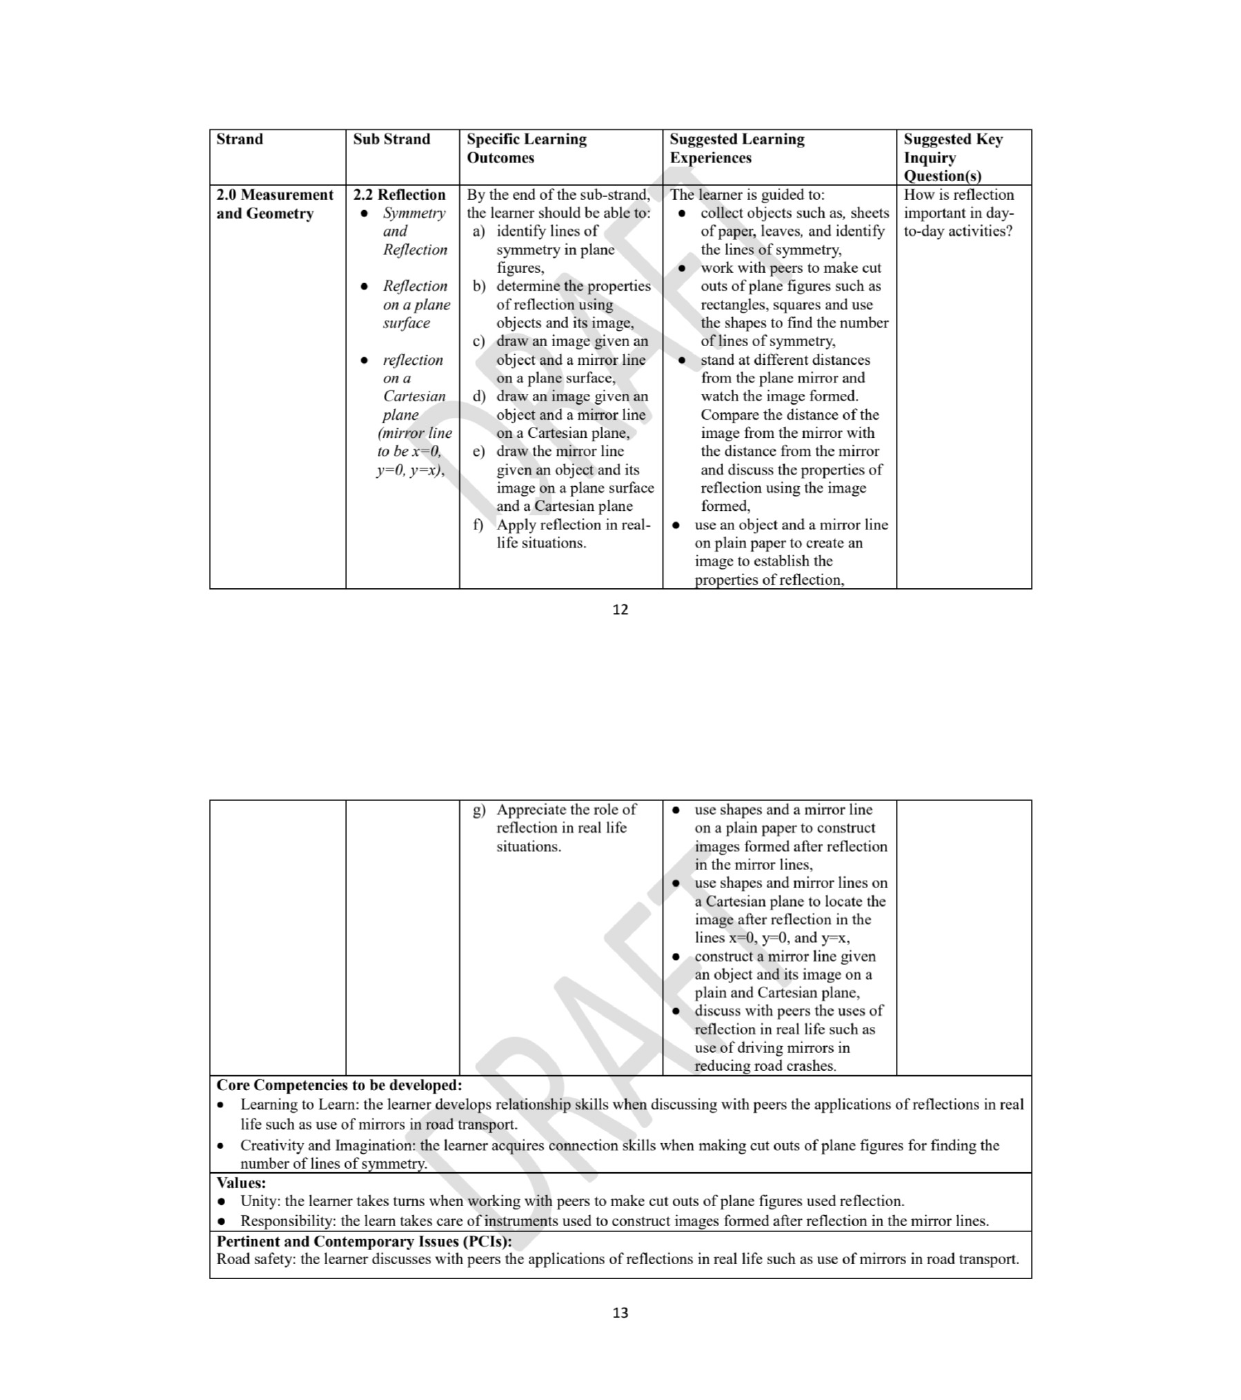 Strand
Sub Strand
Specific Learning
Outcomes
Suggested Learning
Experiences
Suggested Key
Inquiry
Question(s)
2.0 Measurement
and Geometry
2.2 Reflection
● Symmetry
and
Reflection
● Reflection
on a plane
surface
● reflection
on a
Cartesian
plane
(mirror line
to be x=0,
y=0, y=x),
By the end of the sub-strand,
the learner should be able to:
a) identify lines of
symmetry in plane
figures,
b) determine the properties
of reflection using
objects and its image,
c) draw an image given an
object and a mirror line
on a plane surface,
d) draw an image given an
object and a mirror line
on a Cartesian plane,
e) draw the mirror line
given an object and its
image on a plane surface
and a Cartesian plane
f) Apply reflection in real-
life situations.
The learner is guided to:
● collect objects such as, sheets
of paper, leaves, and identify
the lines of symmetry,
● work with peers to make cut
outs of plane figures such as
rectangles, squares and use
the shapes to find the number
of lines of symmetry,
● stand at different distances
from the plane mirror and
watch the image formed.
Compare the distance of the
image from the mirror with
the distance from the mirror
and discuss the properties of
reflection using the image
formed,
● use an object and a mirror line
on plain paper to create an
image to establish the
properties of reflection,
How is reflection
important in day-
to-day activities?
DRAFT
12
g) Appreciate the role of
reflection in real life
situations.
● use shapes and a mirror line
on a plain paper to construct
images formed after reflection
in the mirror lines,
● use shapes and mirror lines on
a Cartesian plane to locate the
image after reflection in the
lines x=0, y=0, and y=x,
● construct a mirror line given
an object and its image on a
plain and Cartesian plane,
● discuss with peers the uses of
reflection in real life such as
use of driving mirrors in
reducing road crashes.
Core Competencies to be developed:
● Learning to Learn: the learner develops relationship skills when discussing with peers the applications of reflections in real
life such as use of mirrors in road transport.
● Creativity and Imagination: the learner acquires connection skills when making cut outs of plane figures for finding the
number of lines of symmetry.
Values:
● Unity: the learner takes turns when working with peers to make cut outs of plane figures used reflection.
● Responsibility: the learn takes care of instruments used to construct images formed after reflection in the mirror lines.
Pertinent and Contemporary Issues (PCIs):
Road safety: the learner discusses with peers the applications of reflections in real life such as use of mirrors in road transport.
DRAFT
13